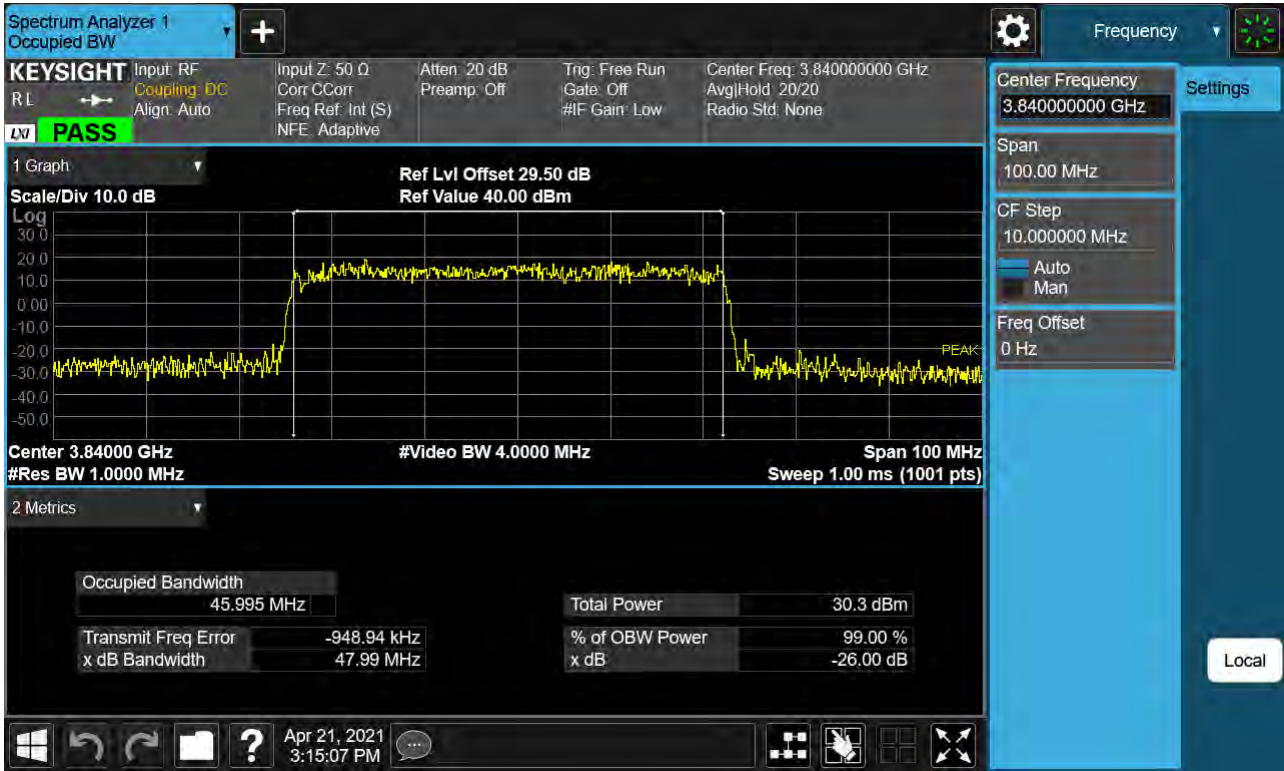 Spectrum Analyzer 1
Occupied BW
Frequency
KEYSIGHT
RL
LXI
PASS
Input: RF
Coupling: DC
Align: Auto
Input Z: 50 Ω
Corr CCorr
Freq Ref: Int (S)
NFE: Adaptive
Atten: 20 dB
Preamp: Off
Trig: Free Run
Gate: Off
#IF Gain: Low
Center Freq: 3.840000000 GHz
Avg|Hold: 20/20
Radio Std: None
Center Frequency
3.840000000 GHz
Settings
Span
100.00 MHz
CF Step
10.000000 MHz
Auto
Man
Freq Offset
0 Hz
Local
1 Graph
Scale/Div 10.0 dB
Ref Lvl Offset 29.50 dB
Ref Value 40.00 dBm
Log
30.0
20.0
10.0
0.00
-10.0
-20.0
-30.0
-40.0
-50.0
PEAK
Center 3.84000 GHz
#Res BW 1.0000 MHz
#Video BW 4.0000 MHz
Span 100 MHz
Sweep 1.00 ms (1001 pts)
2 Metrics
Occupied Bandwidth
45.995 MHz
Transmit Freq Error -948.94 kHz
x dB Bandwidth 47.99 MHz
Total Power 30.3 dBm
% of OBW Power 99.00 %
x dB -26.00 dB
?
Apr 21, 2021
3:15:07 PM